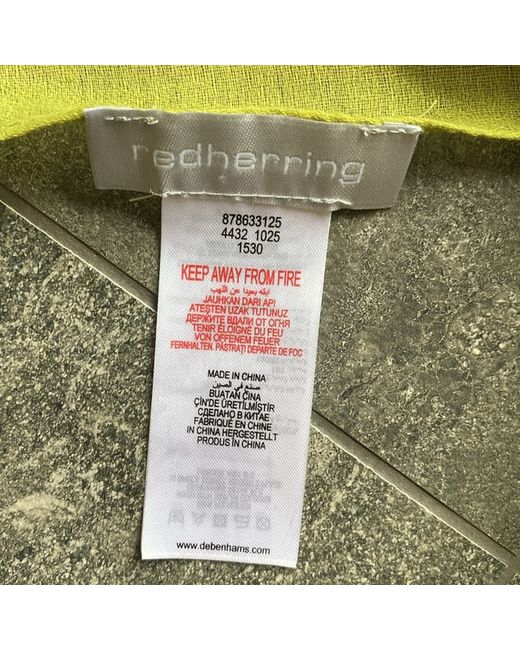 redherring
878633125
4432 1025
1530
KEEP AWAY FROM FIRE
ابقه بعيدا عن اللهب
JAUHKAN DARI API
ATEŞTEN UZAK TUTUNUZ
ДЕРЖИТЕ ВДАЛИ ОТ ОГНЯ
TENIR ÉLOIGNÉ DU FEU
VON OFFENEM FEUER
FERNHALTEN. PĂSTRAȚI DEPARTE DE FOC
MADE IN CHINA
صنع في الصين
BUATAN CINA
ÇİN'DE ÜRETİLMİŞTİR
СДЕЛАНО В КИТАЕ
FABRIQUÉ EN CHINE
IN CHINA HERGESTELLT
PRODUS ÎN CHINA
www.debenhams.com